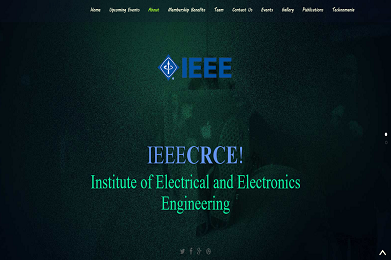 Home Upcoming Events About Membership Benefits Team Contact Us Events Gallery Publications Technomania
IEEE
IEEECRCE!
Institute of Electrical and Electronics
Engineering